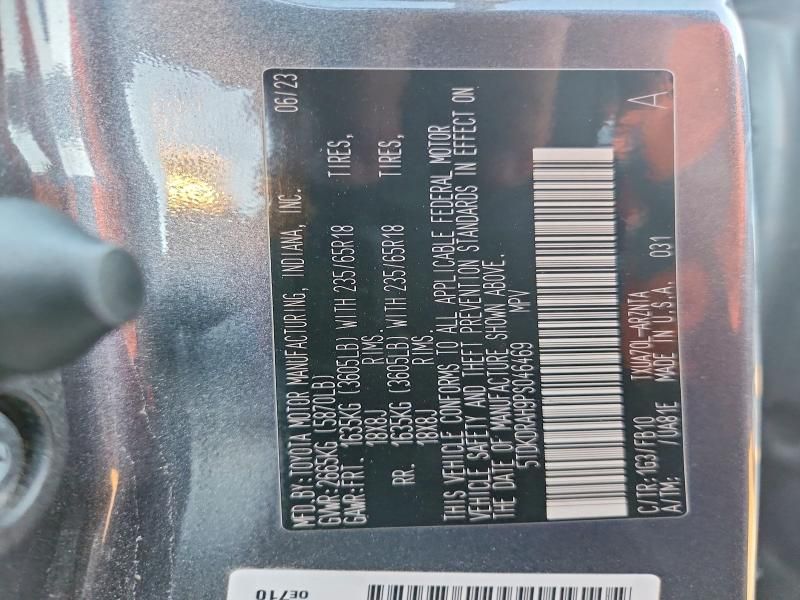 MFD. BY: TOYOTA MOTOR MANUFACTURING, INDIANA, INC. 06/23
GVWR: 2665KG (5870LB)
GAWR: FRT. 1635KG (3605LB) WITH 235/65R18 TIRES,
18X8J RIMS.
RR. 1635KG (3605LB) WITH 235/65R18 TIRES,
18X8J RIMS.
THIS VEHICLE CONFORMS TO ALL APPLICABLE FEDERAL MOTOR
VEHICLE SAFETY AND THEFT PREVENTION STANDARDS IN EFFECT ON
THE DATE OF MANUFACTURE SHOWN ABOVE.
5TDKDRAH9PS046469 MPV
A
C/TR: 1G3/FB10 TXUA70L-ARZNTA 031
A/TM: /UA81E MADE IN U.S.A.
0E710